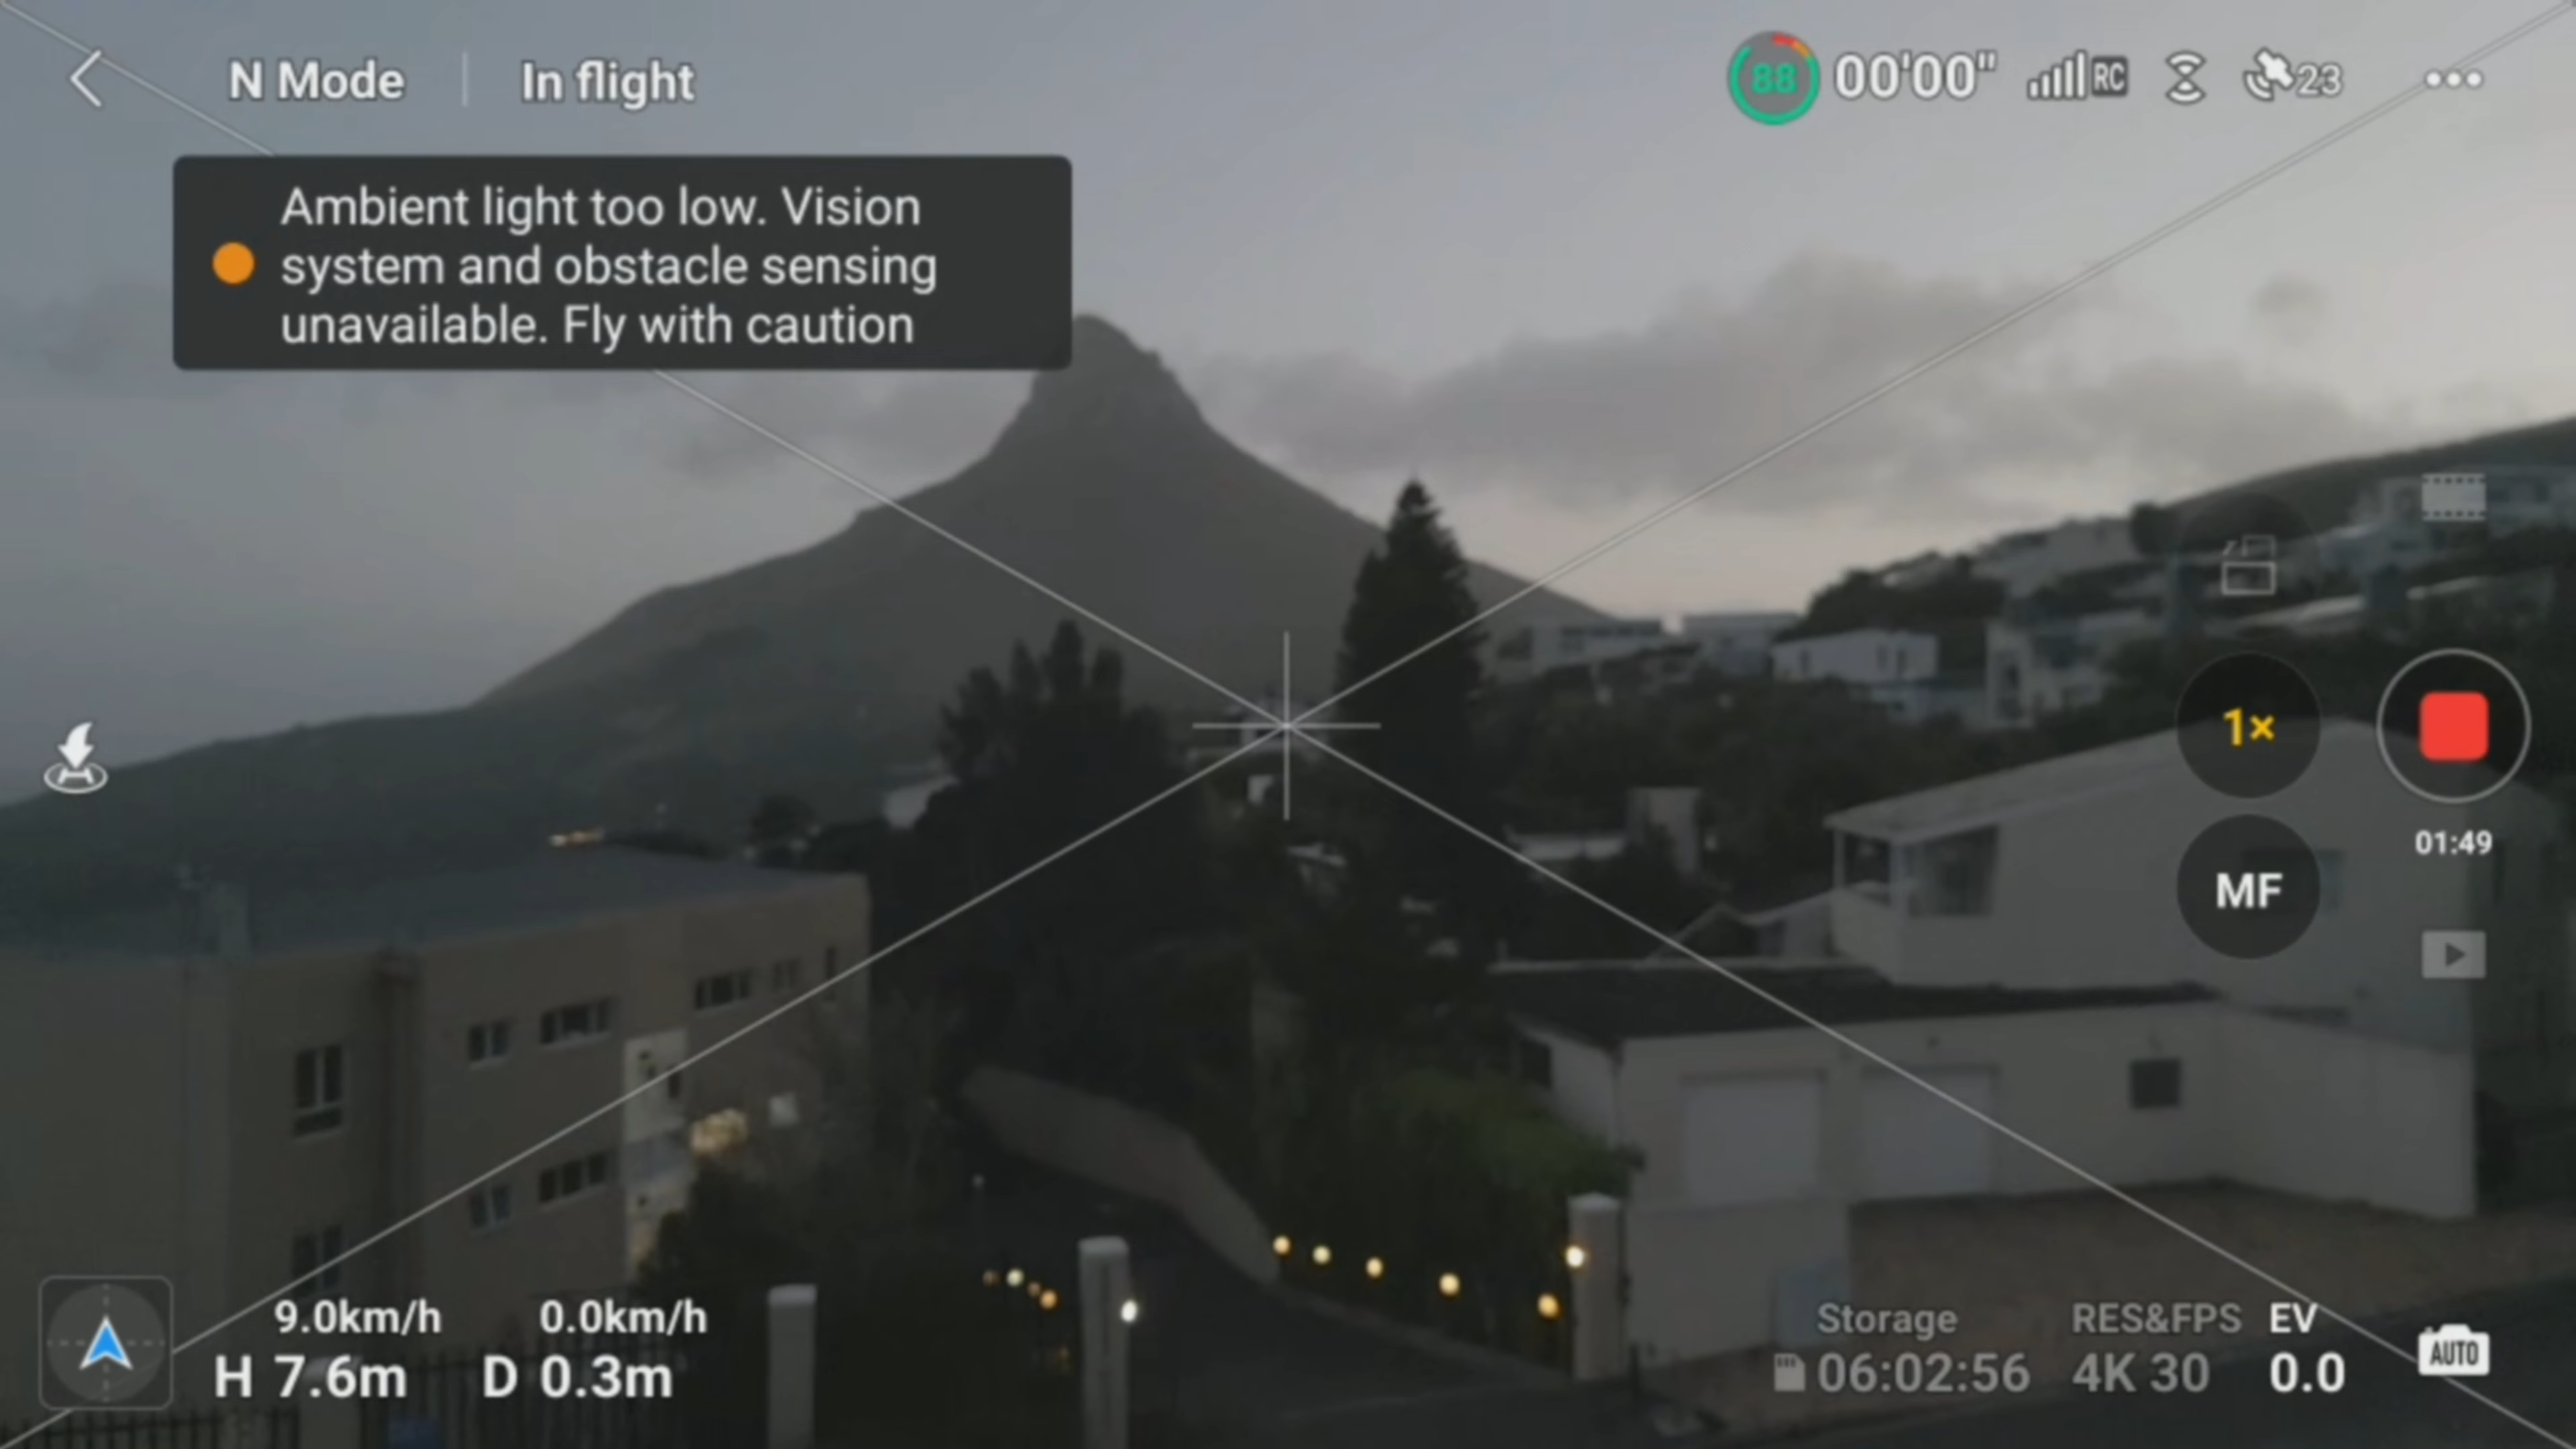 N Mode
In flight
88
00'00"
RC
23
Ambient light too low. Vision
system and obstacle sensing
unavailable. Fly with caution
1×
01:49
MF
9.0km/h
0.0km/h
H 7.6m
D 0.3m
Storage
06:02:56
RES&FPS
4K 30
EV
0.0
AUTO